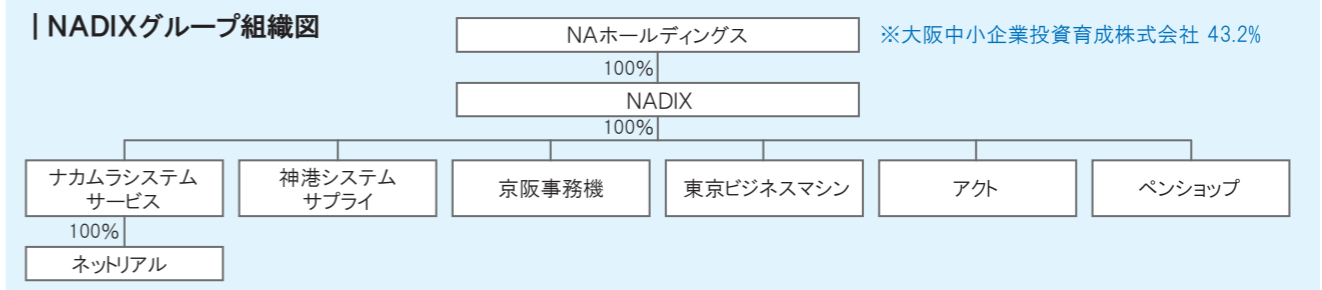 |NADIXグループ組織図
NAホールディングス
※大阪中小企業投資育成株式会社 43.2%
100%
NADIX
100%
ナカムラシステム
サービス
神港システム
サプライ
京阪事務機
東京ビジネスマシン
アクト
ペンショップ
100%
ネットリアル